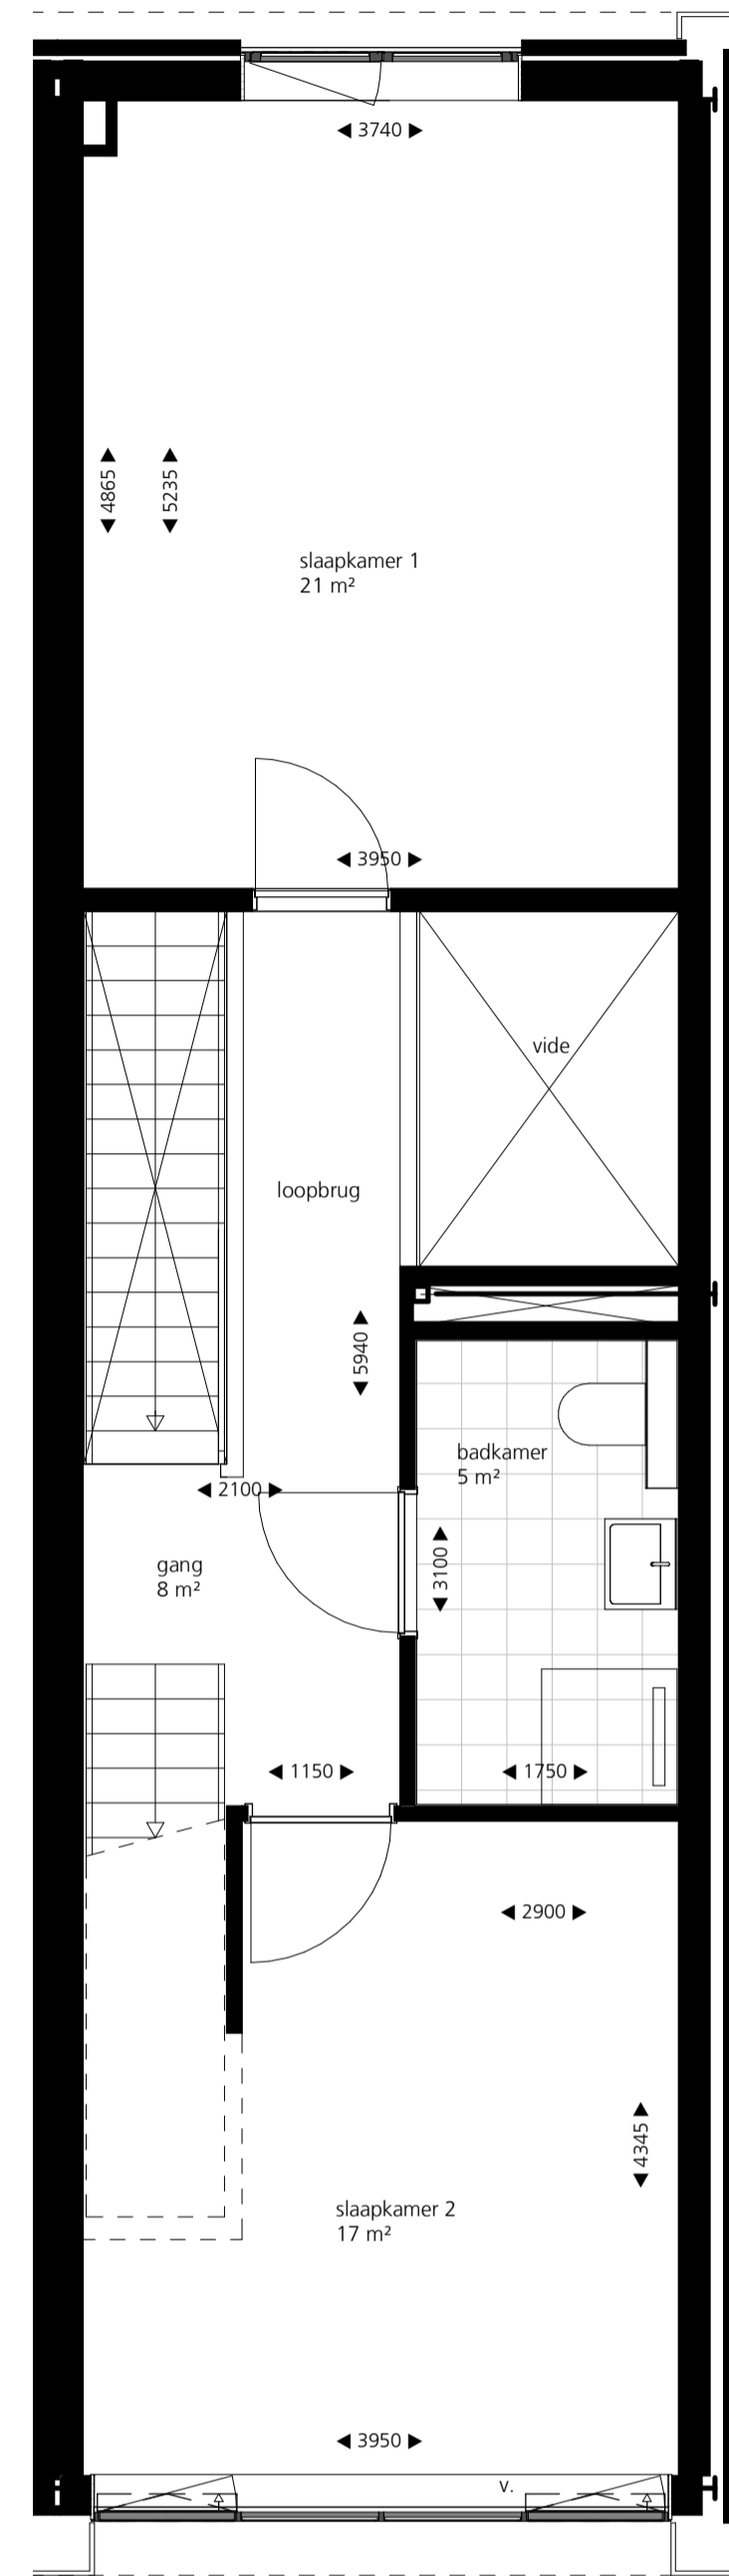 3740
4865
5235
slaapkamer 1
21 m²
3950
vide
loopbrug
5940
badkamer
5 m²
2100
gang
8 m²
3100
1150
1750
2900
4345
slaapkamer 2
17 m²
3950
v.